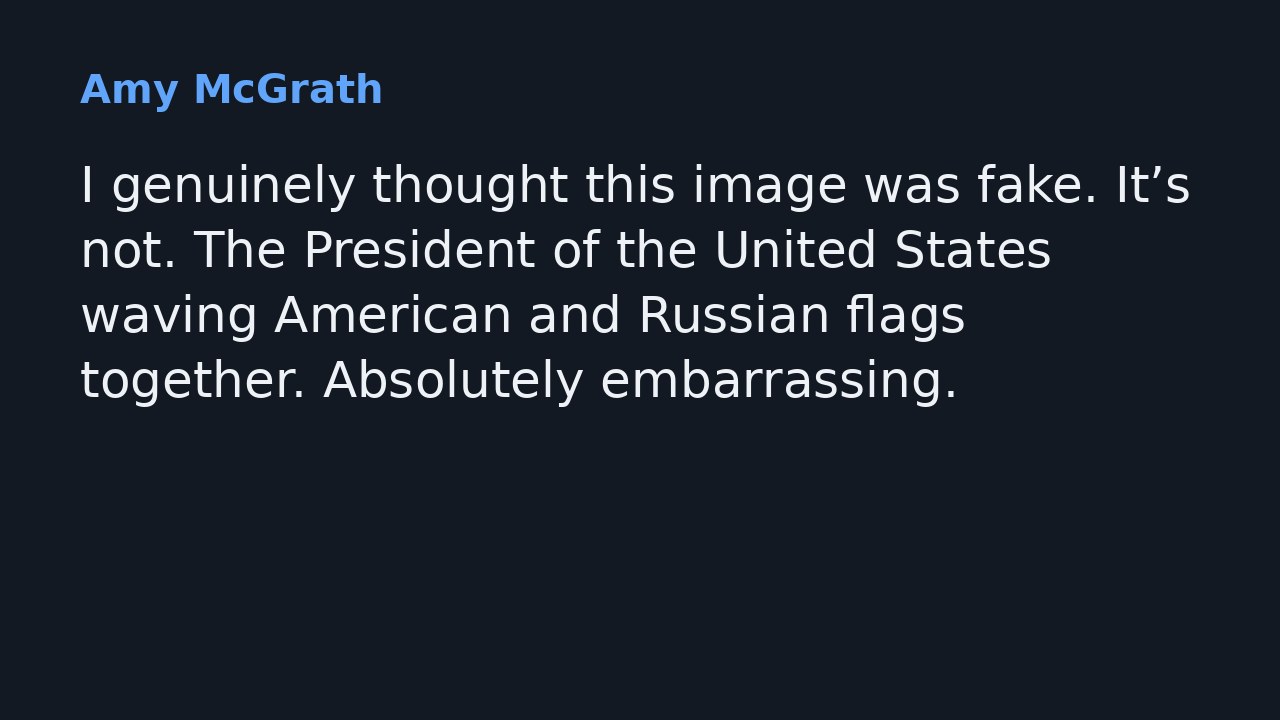 Amy McGrath
I genuinely thought this image was fake. It’s
not. The President of the United States
waving American and Russian flags
together. Absolutely embarrassing.